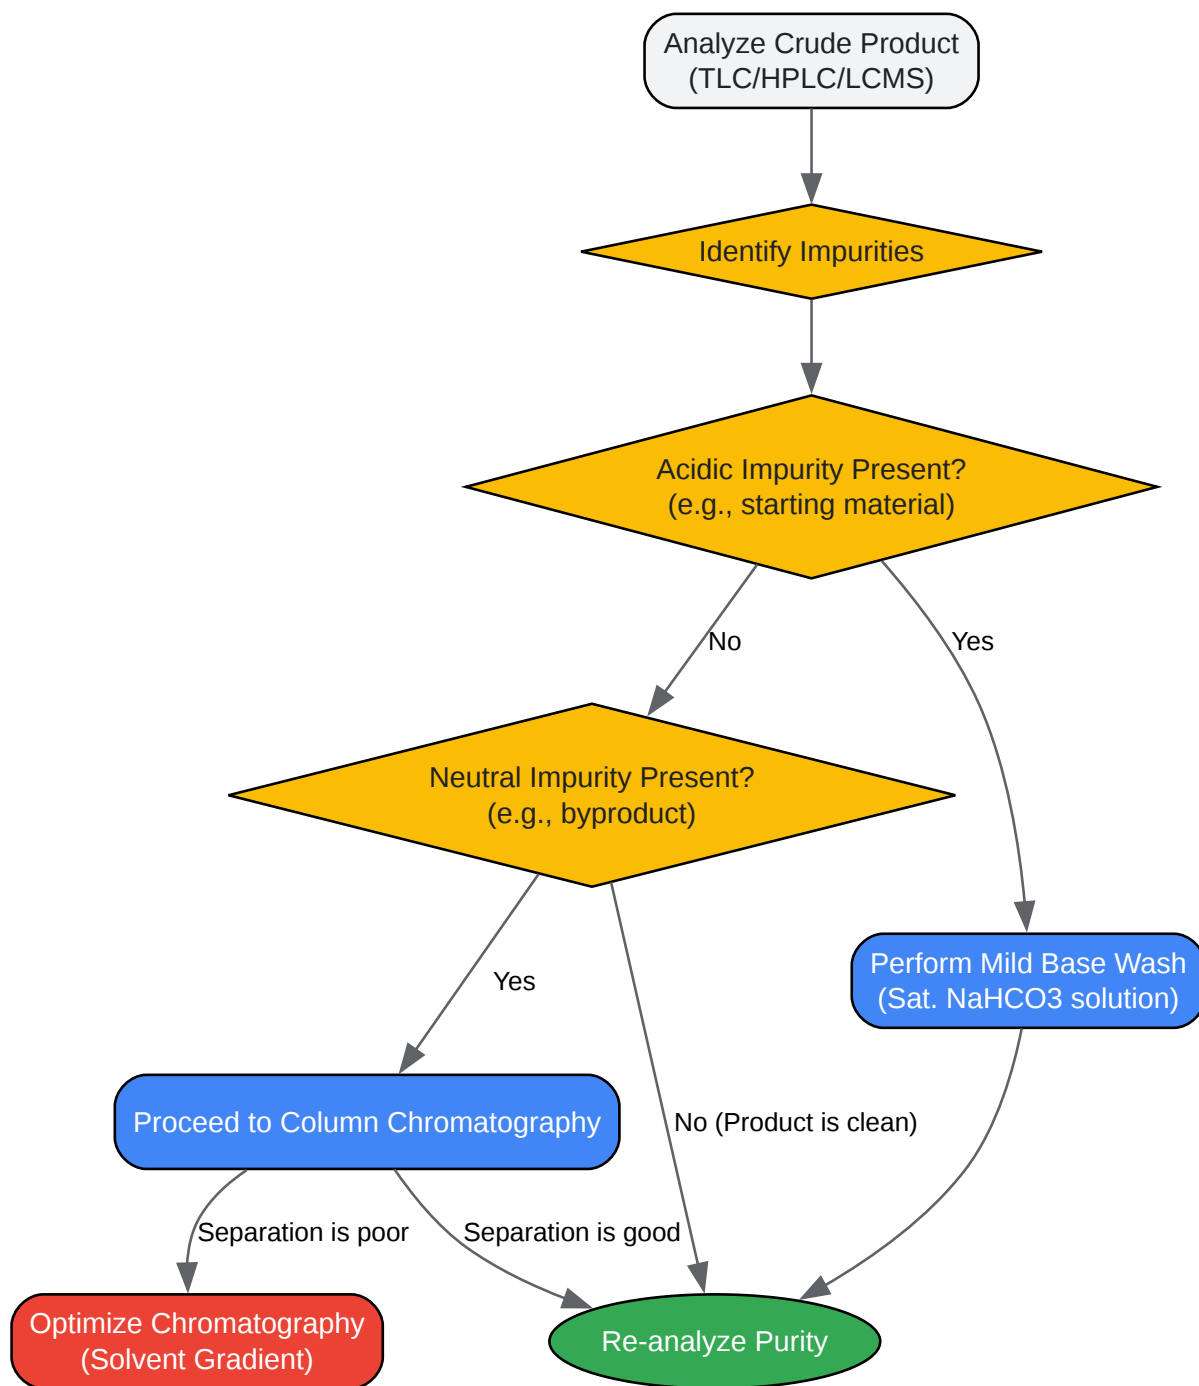 Analyze Crude Product
(TLC/HPLC/LCMS)
Identify Impurities
Acidic Impurity Present?
(e.g., starting material)
No
Yes
Neutral Impurity Present?
(e.g., byproduct)
Yes
Perform Mild Base Wash
(Sat. NaHCO3 solution)
Proceed to Column Chromatography
No (Product is clean)
Separation is poor
Separation is good
Optimize Chromatography
(Solvent Gradient)
Re-analyze Purity